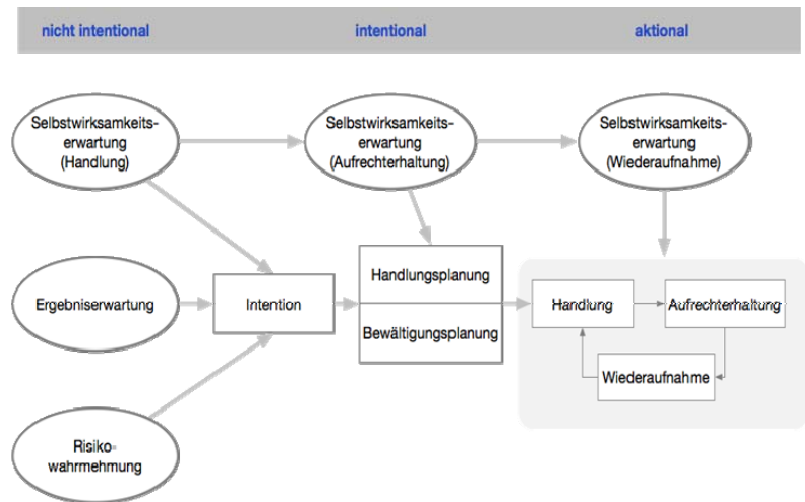 nicht intentional
intentional
aktional
Selbstwirksamkeits-
erwartung
(Handlung)
Selbstwirksamkeits-
erwartung
(Aufrechterhaltung)
Selbstwirksamkeits-
erwartung
(Wiederaufnahme)
Ergebniserwartung
Intention
Handlungsplanung
Bewältigungsplanung
Handlung
Aufrechterhaltung
Wiederaufnahme
Risiko-
wahrnehmung